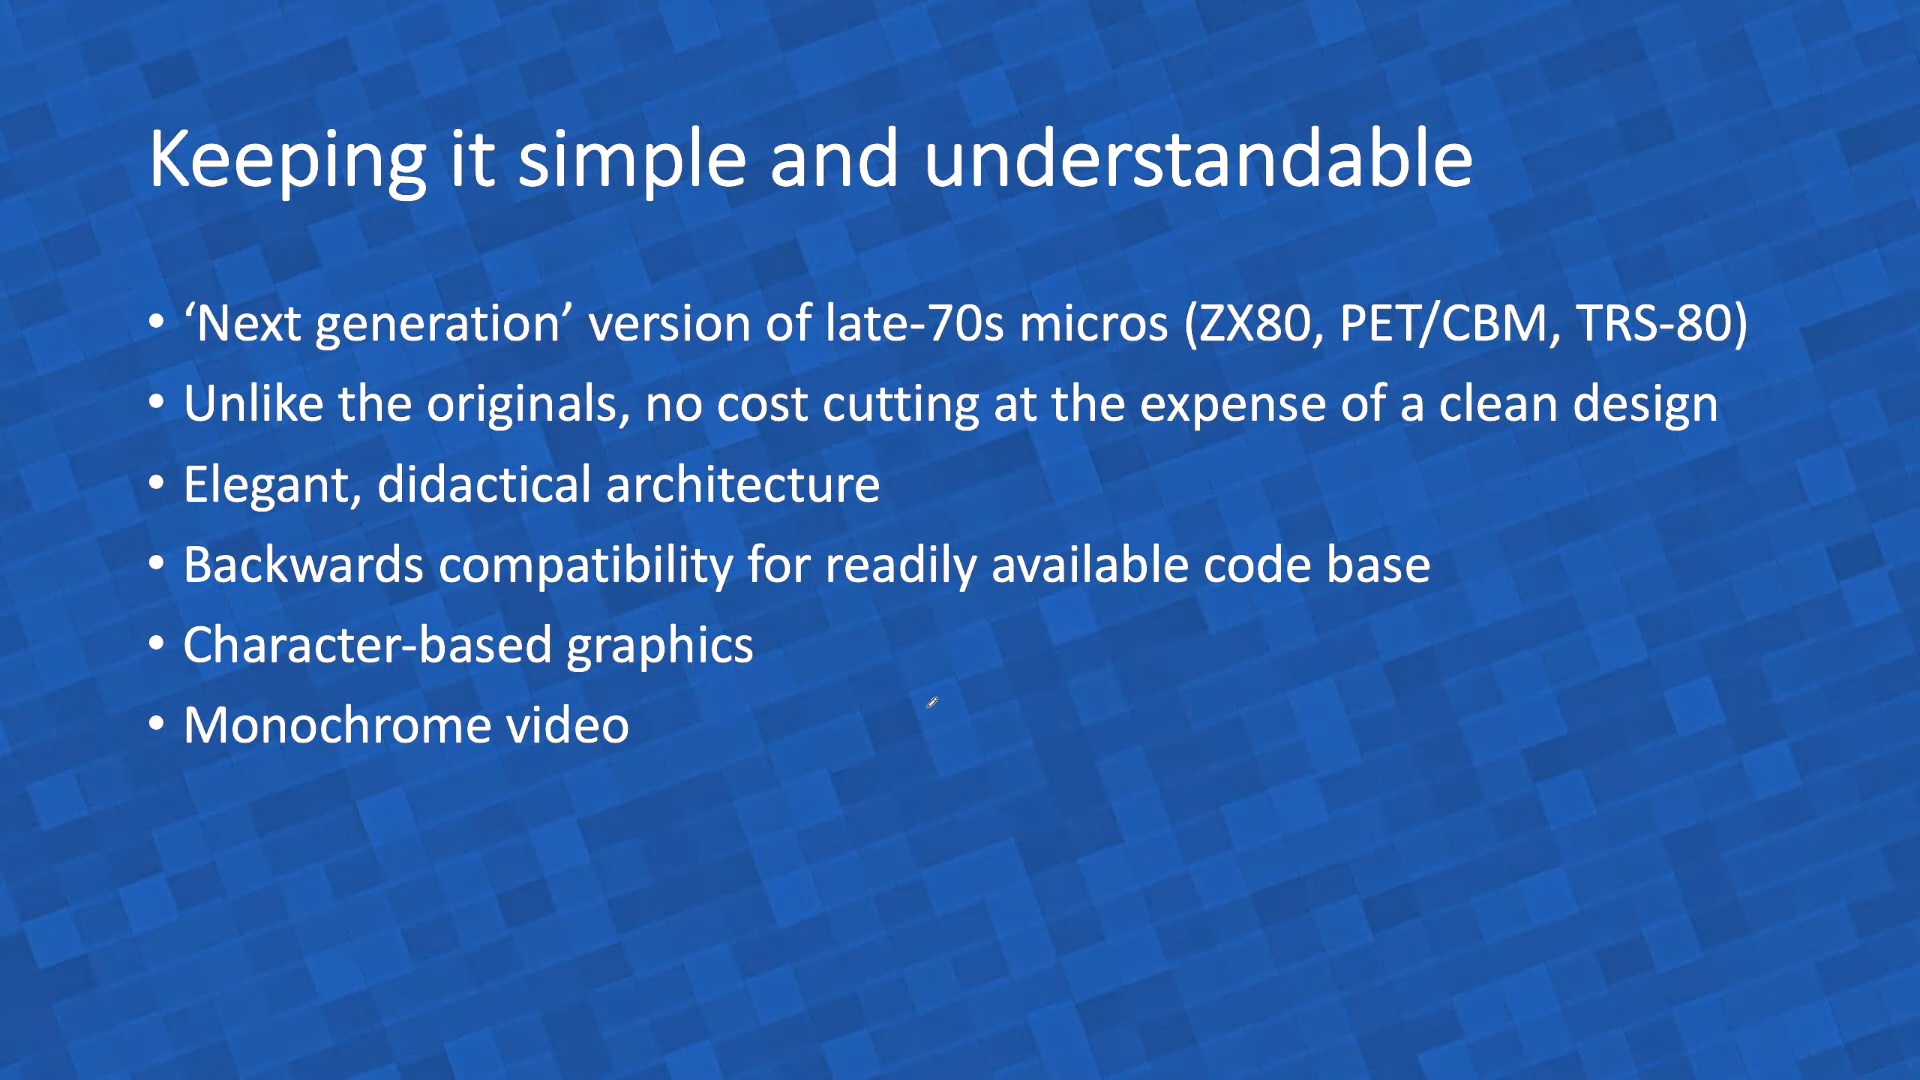 Keeping it simple and understandable
• ‘Next generation’ version of late-70s micros (ZX80, PET/CBM, TRS-80)
• Unlike the originals, no cost cutting at the expense of a clean design
• Elegant, didactical architecture
• Backwards compatibility for readily available code base
• Character-based graphics
• Monochrome video